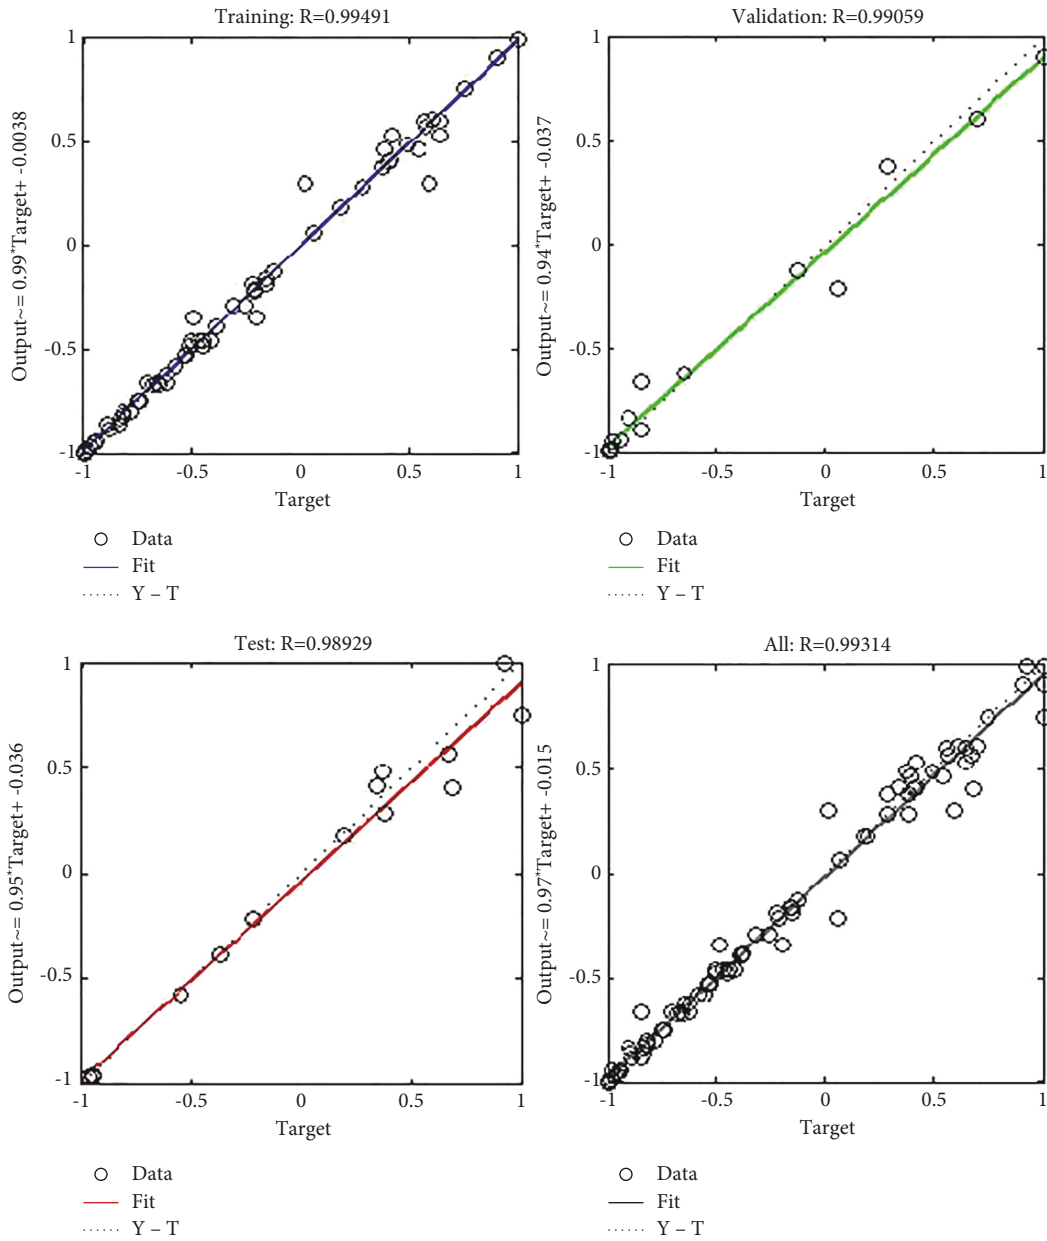 Training: R=0.99491
Output~= 0.99*Target+ -0.0038
1
0.5
0
-0.5
-1
-1 -0.5 0 0.5 1
Target
Data
Fit
Y – T
Validation: R=0.99059
Output~= 0.94*Target+ -0.037
1
0.5
0
-0.5
-1
-1 -0.5 0 0.5 1
Target
Data
Fit
Y – T
Test: R=0.98929
Output~= 0.95*Target+ -0.036
1
0.5
0
-0.5
-1
-1 -0.5 0 0.5 1
Target
Data
Fit
Y – T
All: R=0.99314
Output~= 0.97*Target+ -0.015
1
0.5
0
-0.5
-1
-1 -0.5 0 0.5 1
Target
Data
Fit
Y – T